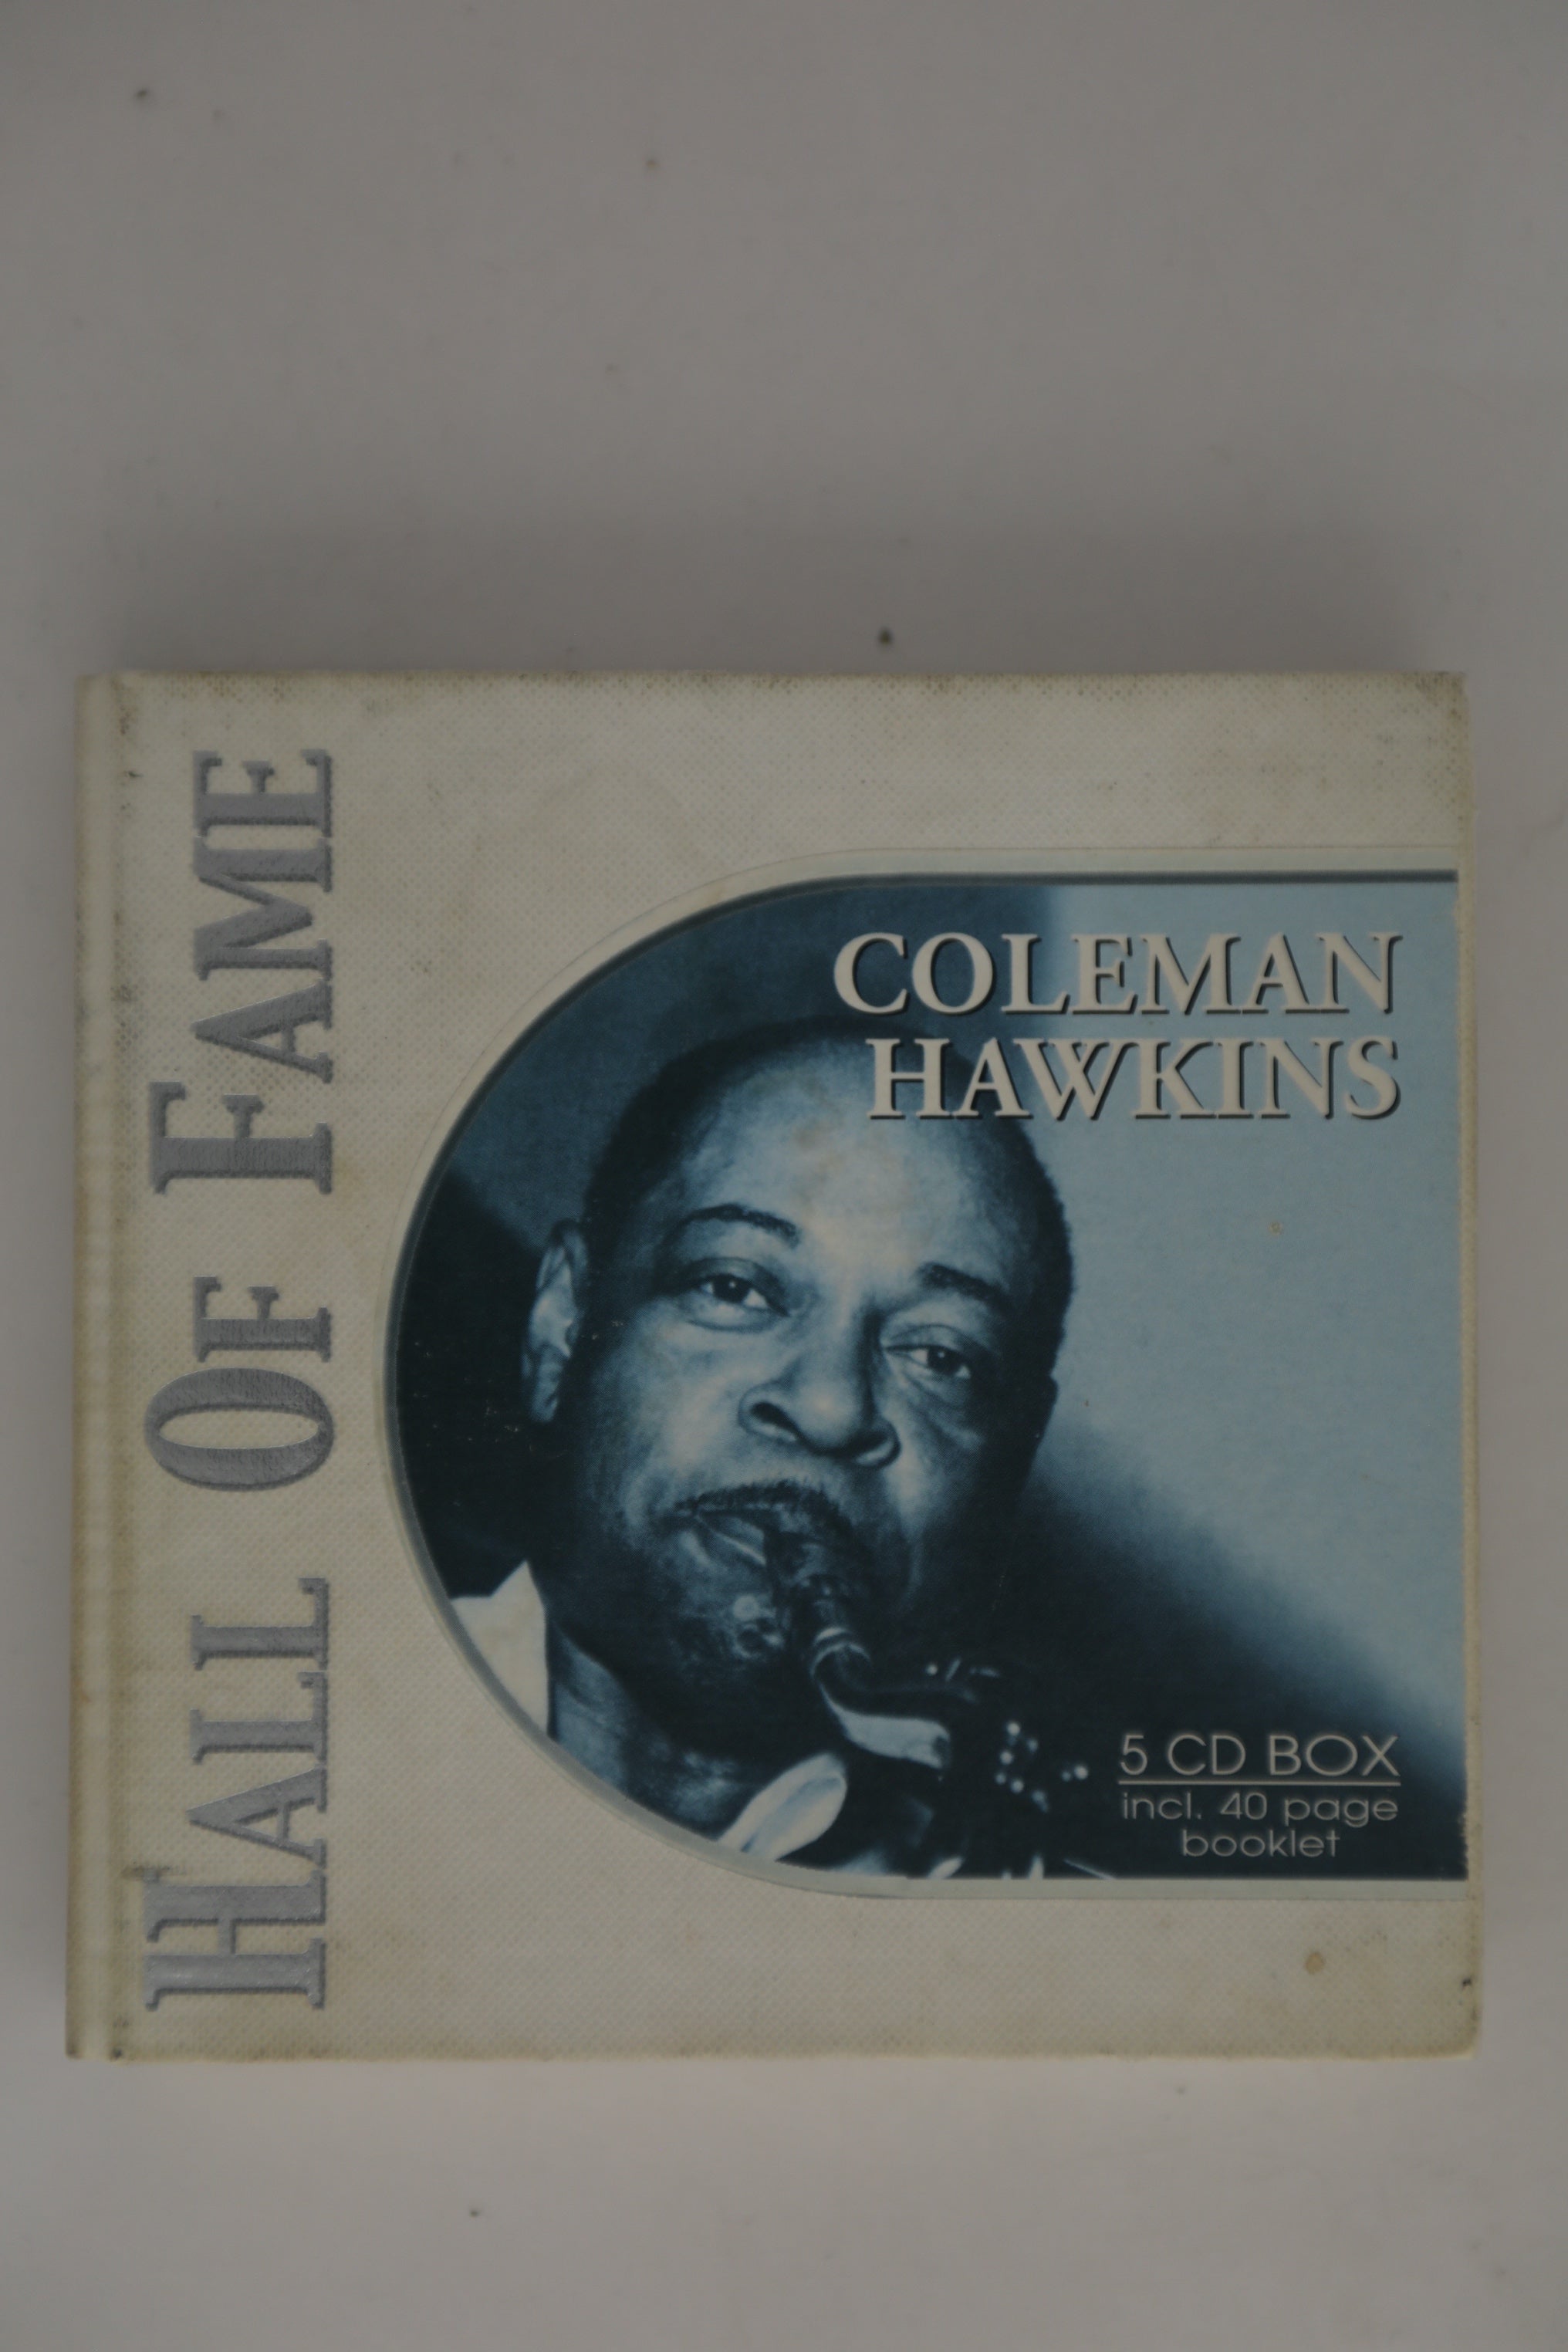 HALL OF FAME
COLEMAN
HAWKINS
5 CD BOX
incl. 40 page
booklet